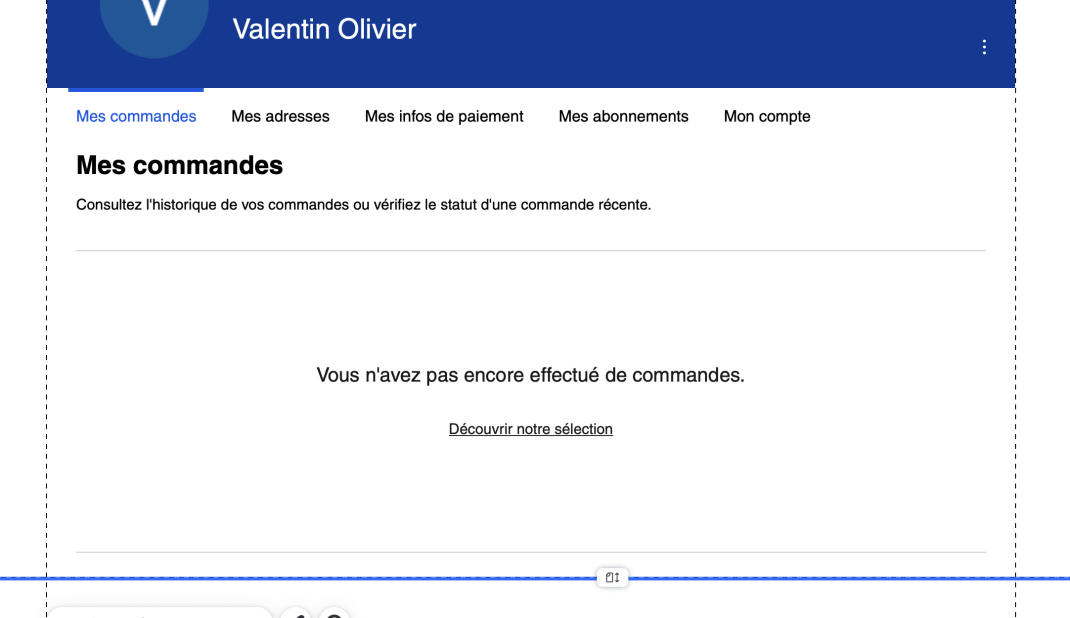 V
Valentin Olivier
Mes commandes Mes adresses Mes infos de paiement Mes abonnements Mon compte
Mes commandes
Consultez l'historique de vos commandes ou vérifiez le statut d'une commande récente.
Vous n'avez pas encore effectué de commandes.
Découvrir notre sélection